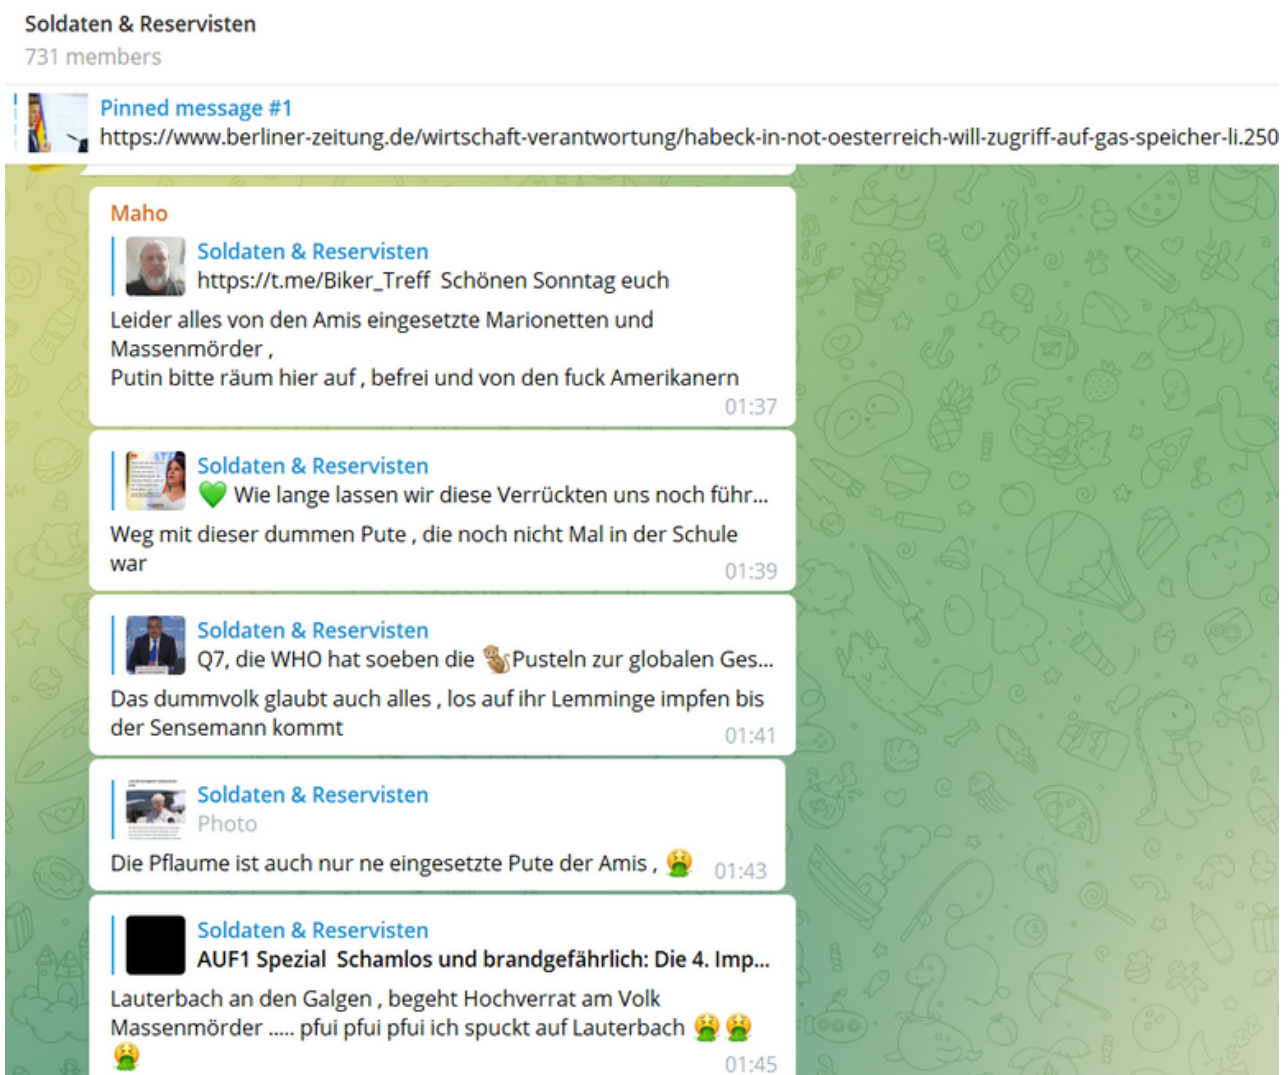 Soldaten & Reservisten
731 members
Pinned message #1
https://www.berliner-zeitung.de/wirtschaft-verantwortung/habeck-in-not-oesterreich-will-zugriff-auf-gas-speicher-li.250
Maho
Soldaten & Reservisten
https://t.me/Biker_Treff Schönen Sonntag euch
Leider alles von den Amis eingesetzte Marionetten und
Massenmörder ,
Putin bitte räum hier auf , befrei und von den fuck Amerikanern
01:37
Soldaten & Reservisten
💚 Wie lange lassen wir diese Verrückten uns noch führ...
Weg mit dieser dummen Pute , die noch nicht Mal in der Schule
war
01:39
Soldaten & Reservisten
Q7, die WHO hat soeben die 🐒Pusteln zur globalen Ges...
Das dummvolk glaubt auch alles , los auf ihr Lemminge impfen bis
der Sensemann kommt
01:41
Soldaten & Reservisten
Photo
Die Pflaume ist auch nur ne eingesetzte Pute der Amis , 🤮
01:43
Soldaten & Reservisten
AUF1 Spezial Schamlos und brandgefährlich: Die 4. Imp...
Lauterbach an den Galgen , begeht Hochverrat am Volk
Massenmörder ..... pfui pfui pfui ich spuckt auf Lauterbach 🤮🤮
🤮
01:45